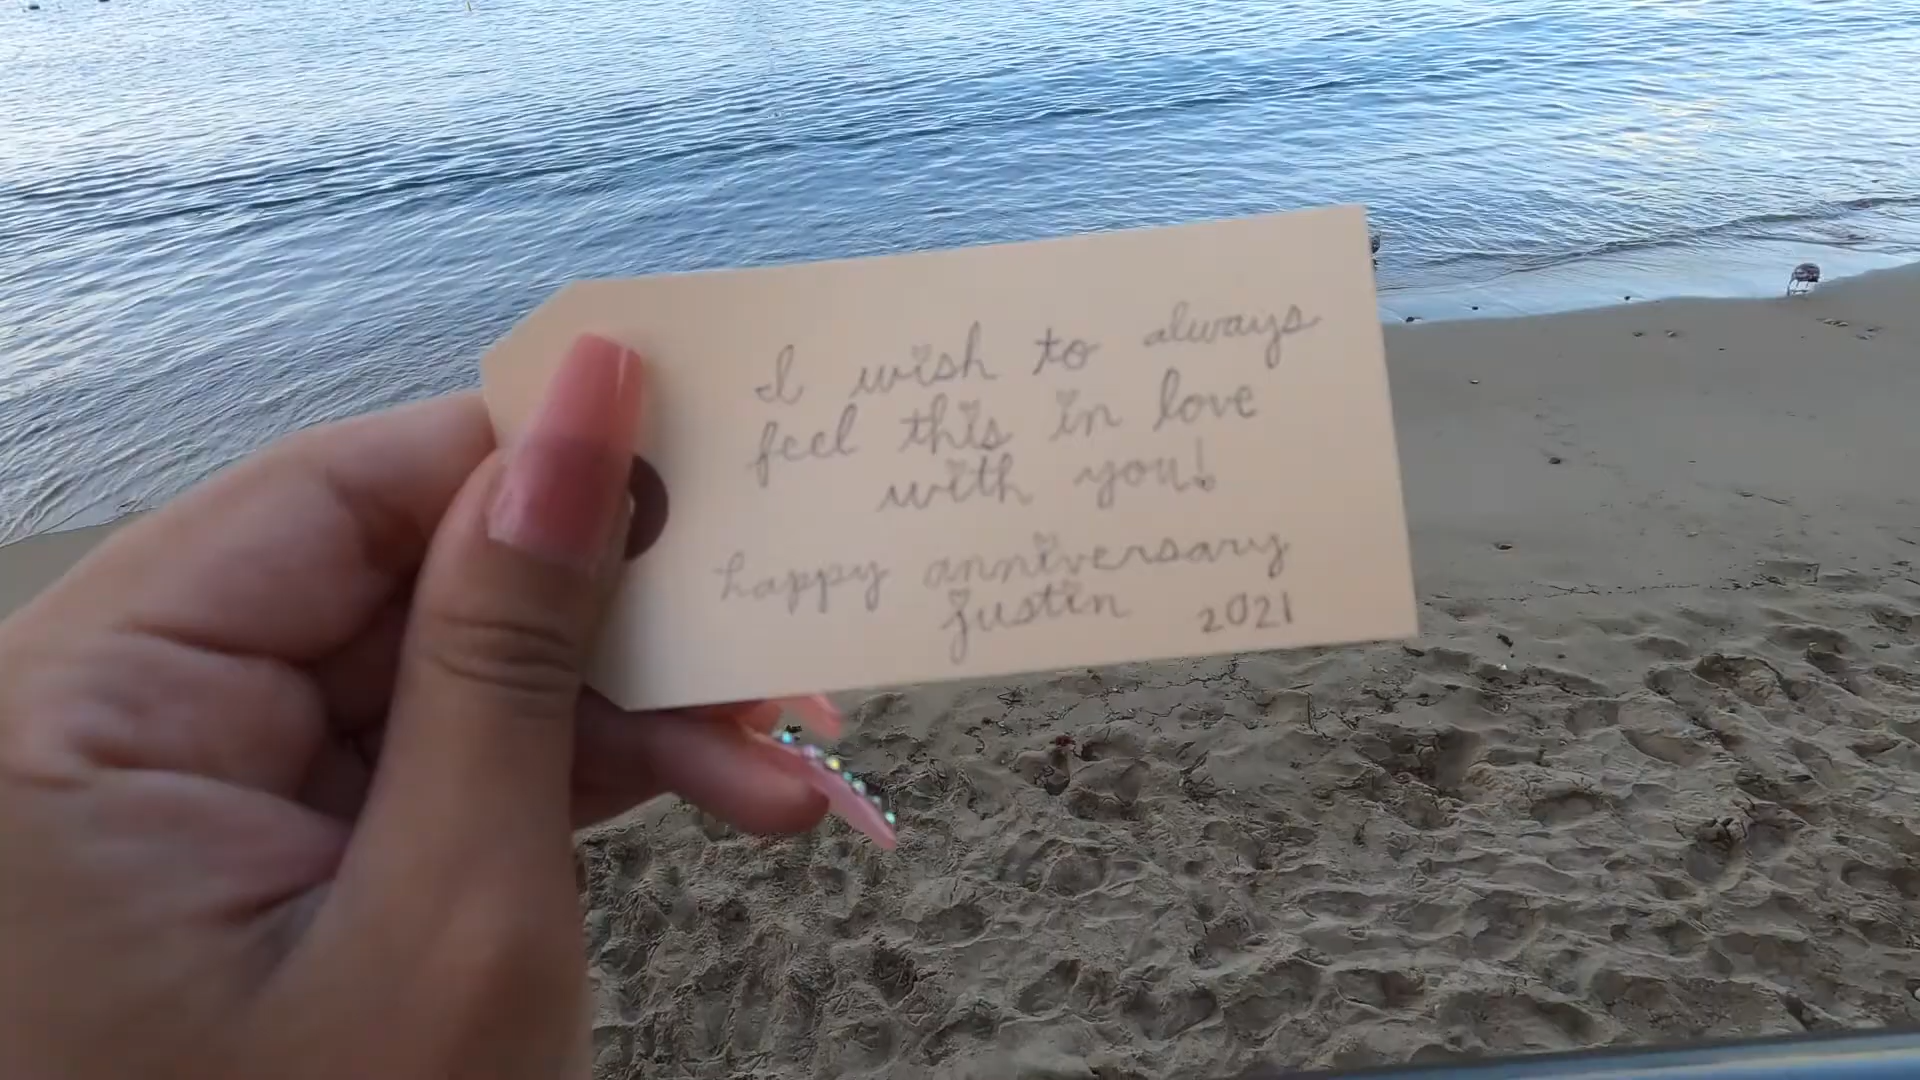 I wish to always
feel this in love
with you!
happy anniversary
justin 2021